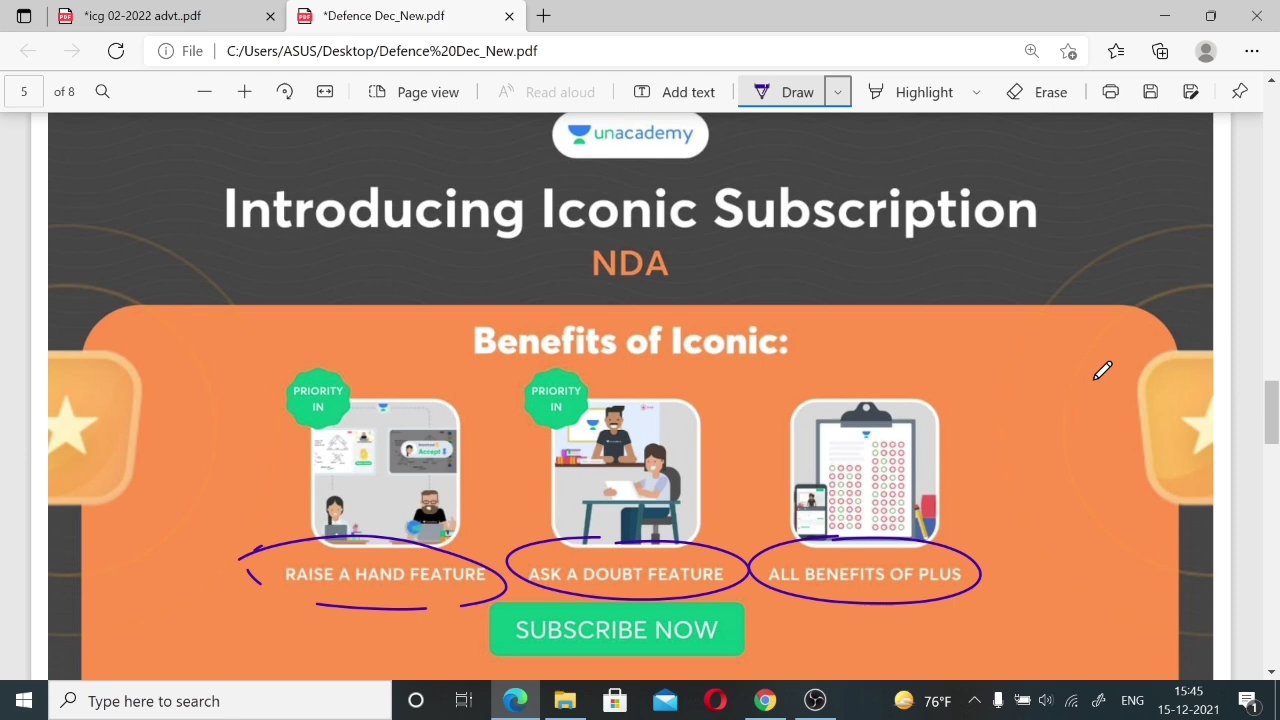 *icg 02-2022 advt..pdf
*Defence Dec_New.pdf
File
C:/Users/ASUS/Desktop/Defence%20Dec_New.pdf
5 of 8
Page view
Read aloud
Add text
Draw
Highlight
Erase
unacademy
Introducing Iconic Subscription
NDA
Benefits of Iconic:
PRIORITY
IN
PRIORITY
IN
Accept
RAISE A HAND FEATURE
ASK A DOUBT FEATURE
ALL BENEFITS OF PLUS
SUBSCRIBE NOW
Type here to search
76°F
ENG
15:45
15-12-2021
1